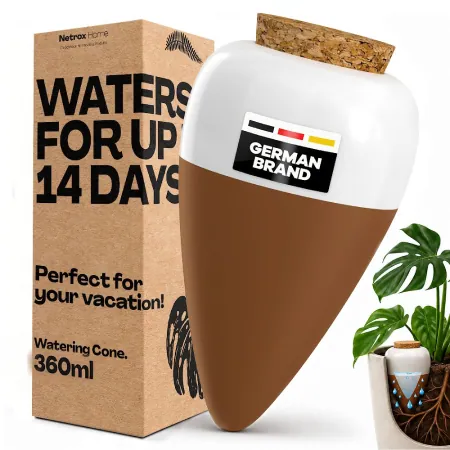 Netrox Home
WATERS
FOR UP
14 DAYS
Perfect for
your vacation!
Watering Cone.
360ml
GERMAN
BRAND